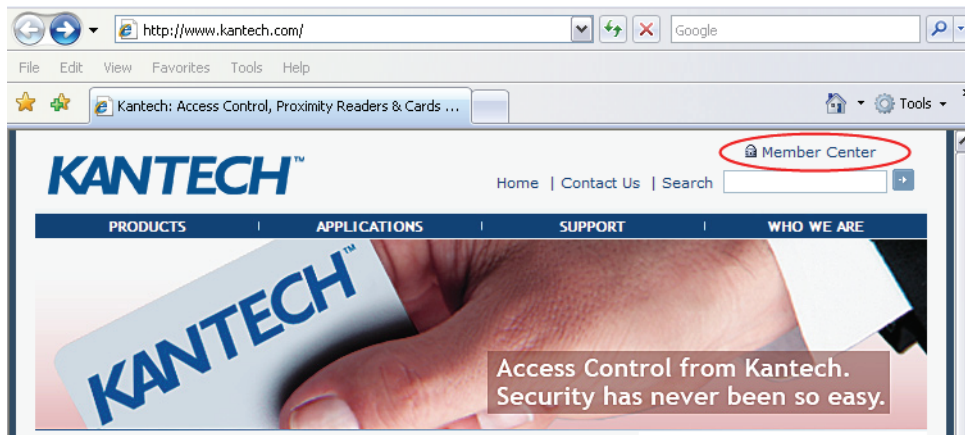 http://www.kantech.com/
Google
File Edit View Favorites Tools Help
Kantech: Access Control, Proximity Readers & Cards ...
Tools
KANTECH™
Member Center
Home | Contact Us | Search
PRODUCTS APPLICATIONS SUPPORT WHO WE ARE
KANTECH™
Access Control from Kantech.
Security has never been so easy.